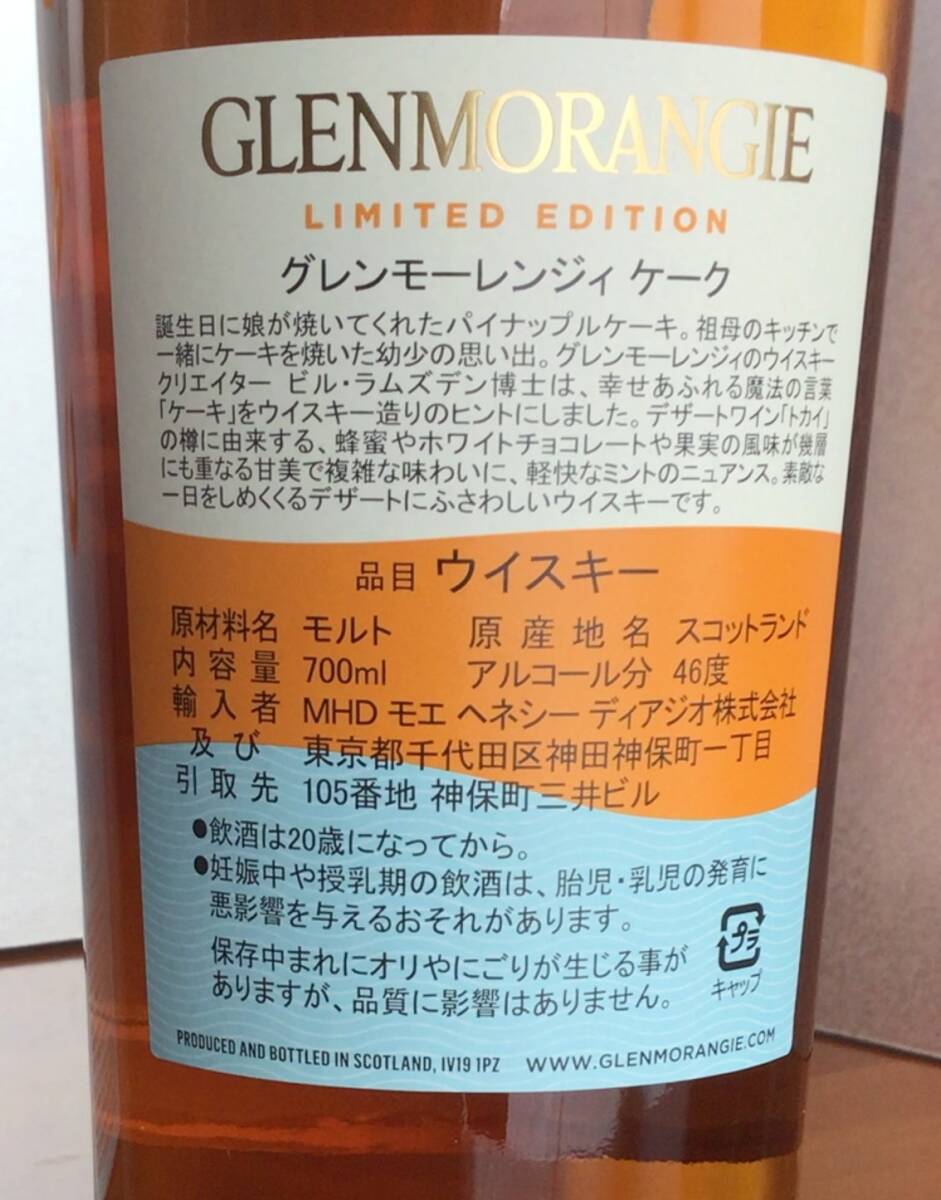 GLENMORANGIE
LIMITED EDITION
グレンモーレンジィ ケーク
誕生日に娘が焼いてくれたパイナップルケーキ。祖母のキッチンで
一緒にケーキを焼いた幼少の思い出。グレンモーレンジィのウイスキー
クリエイター ビル・ラムズデン博士は、幸せあふれる魔法の言葉
「ケーキ」をウイスキー造りのヒントにしました。デザートワイン「トカイ」
の樽に由来する、蜂蜜やホワイトチョコレートや果実の風味が幾層
にも重なる甘美で複雑な味わいに、軽快なミントのニュアンス。素敵な
一日をしめくくるデザートにふさわしいウイスキーです。
品目 ウイスキー
原材料名 モルト 原産地名 スコットランド
内容量 700ml アルコール分 46度
輸入者 MHD モエ ヘネシー ディアジオ株式会社
及び 東京都千代田区神田神保町一丁目
引取先 105番地 神保町三井ビル
●飲酒は20歳になってから。
●妊娠中や授乳期の飲酒は、胎児・乳児の発育に
悪影響を与えるおそれがあります。
保存中まれにオリやにごりが生じる事が
ありますが、品質に影響はありません。
プラ
キャップ
PRODUCED AND BOTTLED IN SCOTLAND, IV19 1PZ WWW.GLENMORANGIE.COM